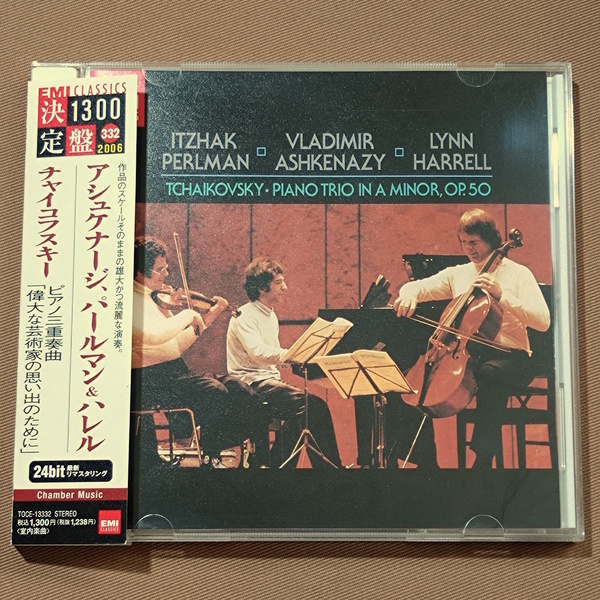 EMI CLASSICS
決定盤
1300
332
2006
作品のスケールそのままの雄大かつ流麗な演奏。
アシュケナージ、パールマン&ハレル
チャイコフスキー
ピアノ三重奏曲
「偉大な芸術家の思い出のために」
24bit 最新リマスタリング
Chamber Music
TOCE-13332 STEREO
税込1,300円(税抜1,238円)
<室内楽曲>
EMI
CLASSICS
ITZHAK PERLMAN
VLADIMIR ASHKENAZY
LYNN HARRELL
TCHAIKOVSKY・PIANO TRIO IN A MINOR, OP. 50